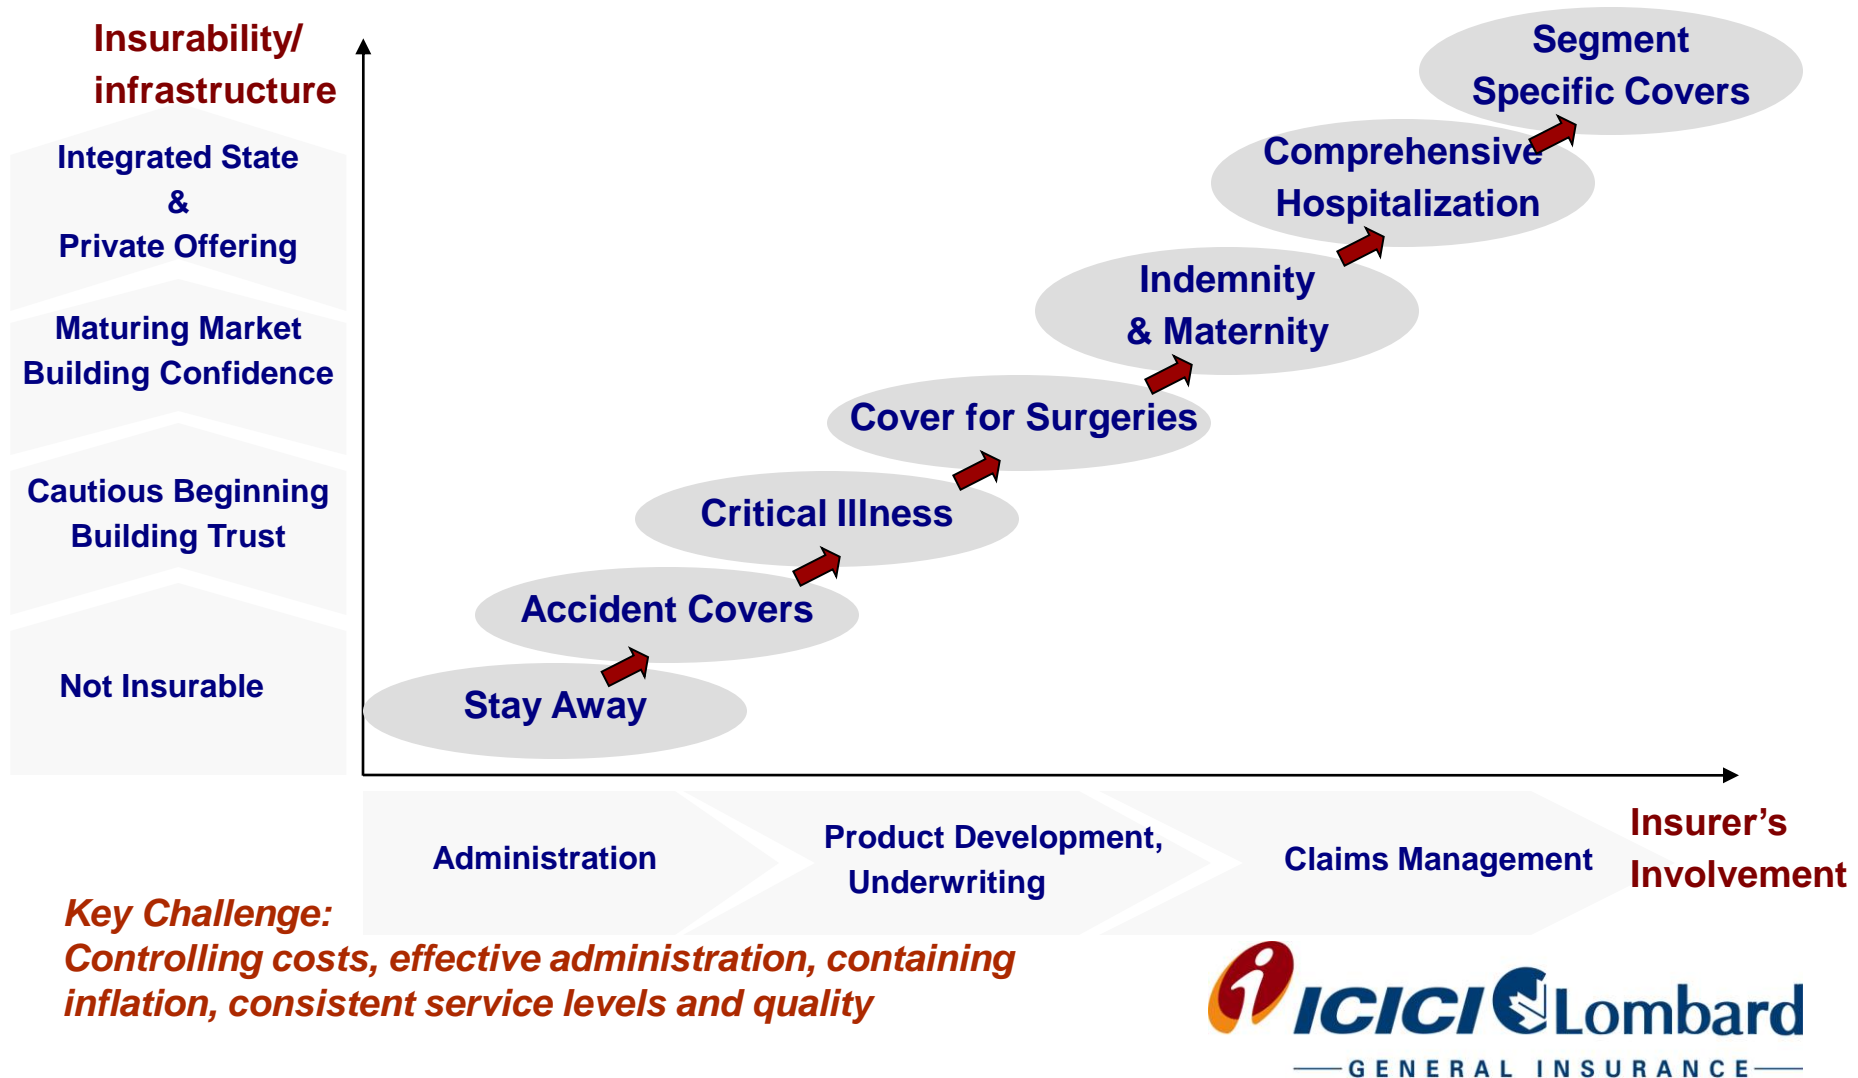 Insurability/
infrastructure
Integrated State
&
Private Offering
Maturing Market
Building Confidence
Cautious Beginning
Building Trust
Not Insurable
Segment
Specific Covers
Comprehensive
Hospitalization
Indemnity
& Maternity
Cover for Surgeries
Critical Illness
Accident Covers
Stay Away
Administration
Product Development,
Underwriting
Claims Management
Insurer’s
Involvement
Key Challenge:
Controlling costs, effective administration, containing
inflation, consistent service levels and quality
i ICICI Lombard
GENERAL INSURANCE